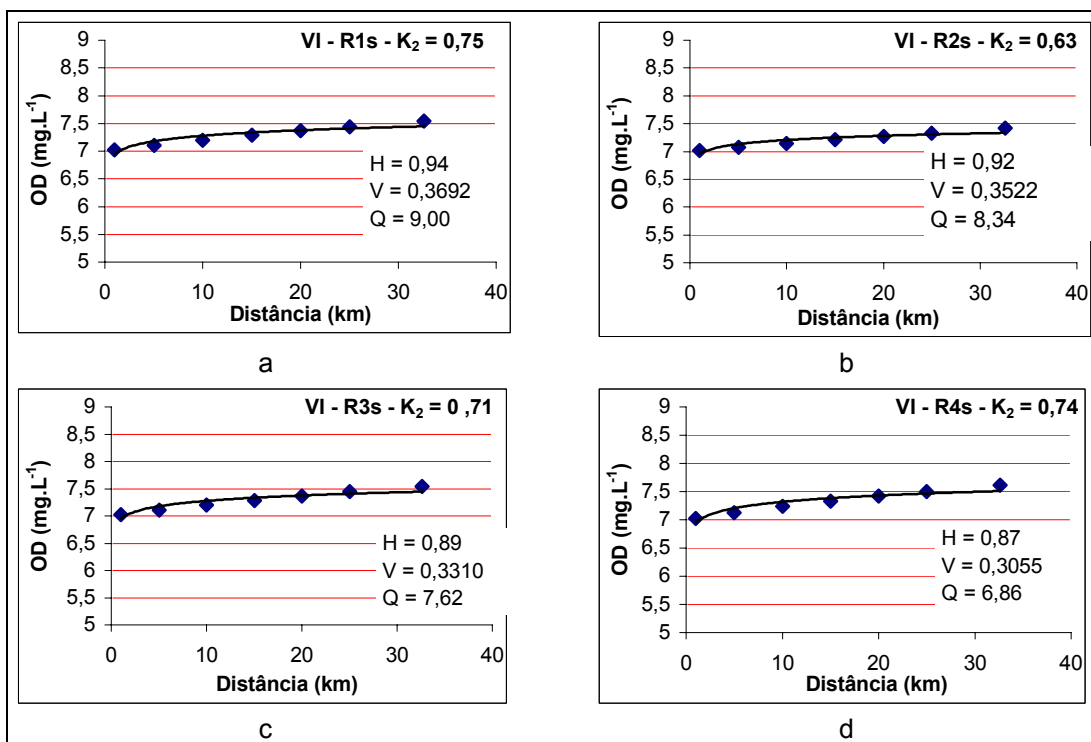 VI - R1s - K₂ = 0,75
9
8,5
8
7,5
7
6,5
6
5,5
5
OD (mg.L⁻¹)
H = 0,94
V = 0,3692
Q = 9,00
0 10 20 30 40
Distância (km)
a
VI - R2s - K₂ = 0,63
9
8,5
8
7,5
7
6,5
6
5,5
5
OD (mg.L⁻¹)
H = 0,92
V = 0,3522
Q = 8,34
0 10 20 30 40
Distância (km)
b
VI - R3s - K₂ = 0 ,71
9
8,5
8
7,5
7
6,5
6
5,5
5
OD (mg.L⁻¹)
H = 0,89
V = 0,3310
Q = 7,62
0 10 20 30 40
Distância (km)
c
VI - R4s - K₂ = 0,74
9
8,5
8
7,5
7
6,5
6
5,5
5
OD (mg.L⁻¹)
H = 0,87
V = 0,3055
Q = 6,86
0 10 20 30 40
Distância (km)
d